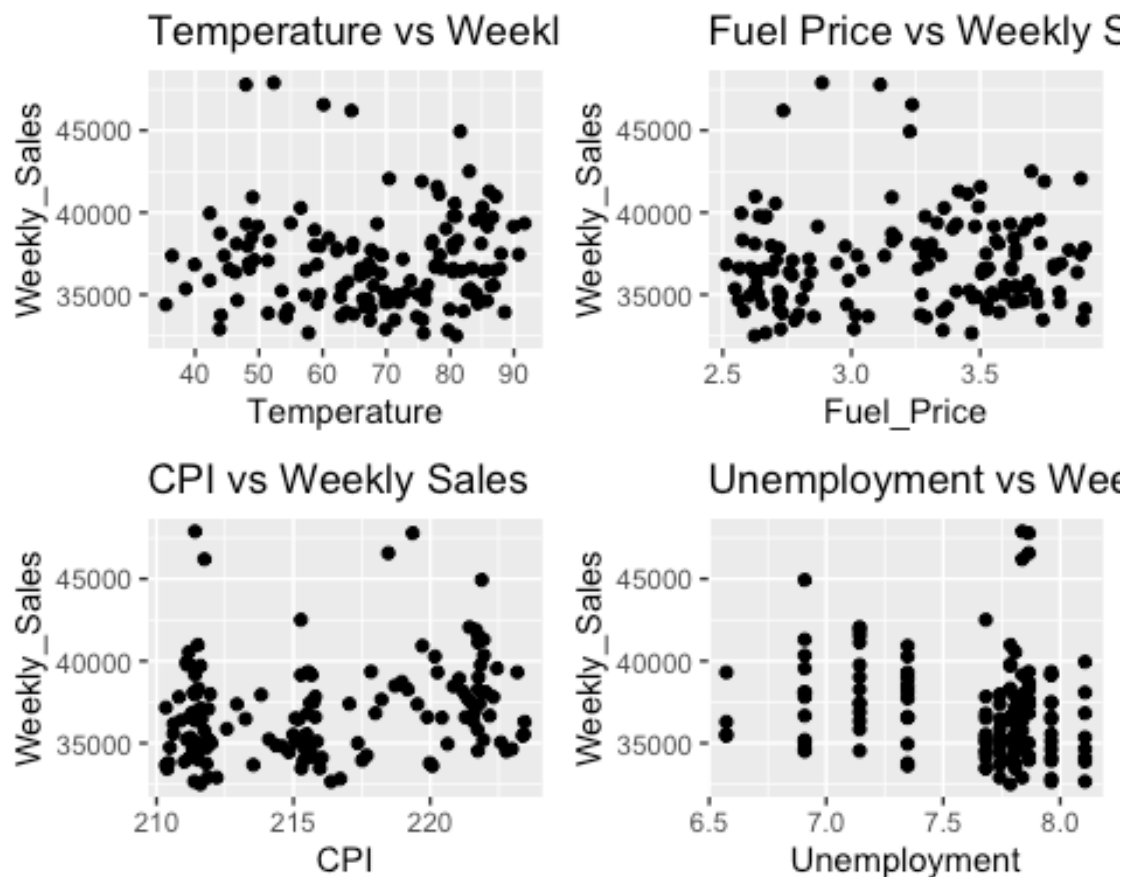 Temperature vs Weekl
Weekly_Sales
45000
40000
35000
40 50 60 70 80 90
Temperature
Fuel Price vs Weekly S
Weekly_Sales
45000
40000
35000
2.5 3.0 3.5
Fuel_Price
CPI vs Weekly Sales
Weekly_Sales
45000
40000
35000
210 215 220
CPI
Unemployment vs Wee
Weekly_Sales
45000
40000
35000
6.5 7.0 7.5 8.0
Unemployment